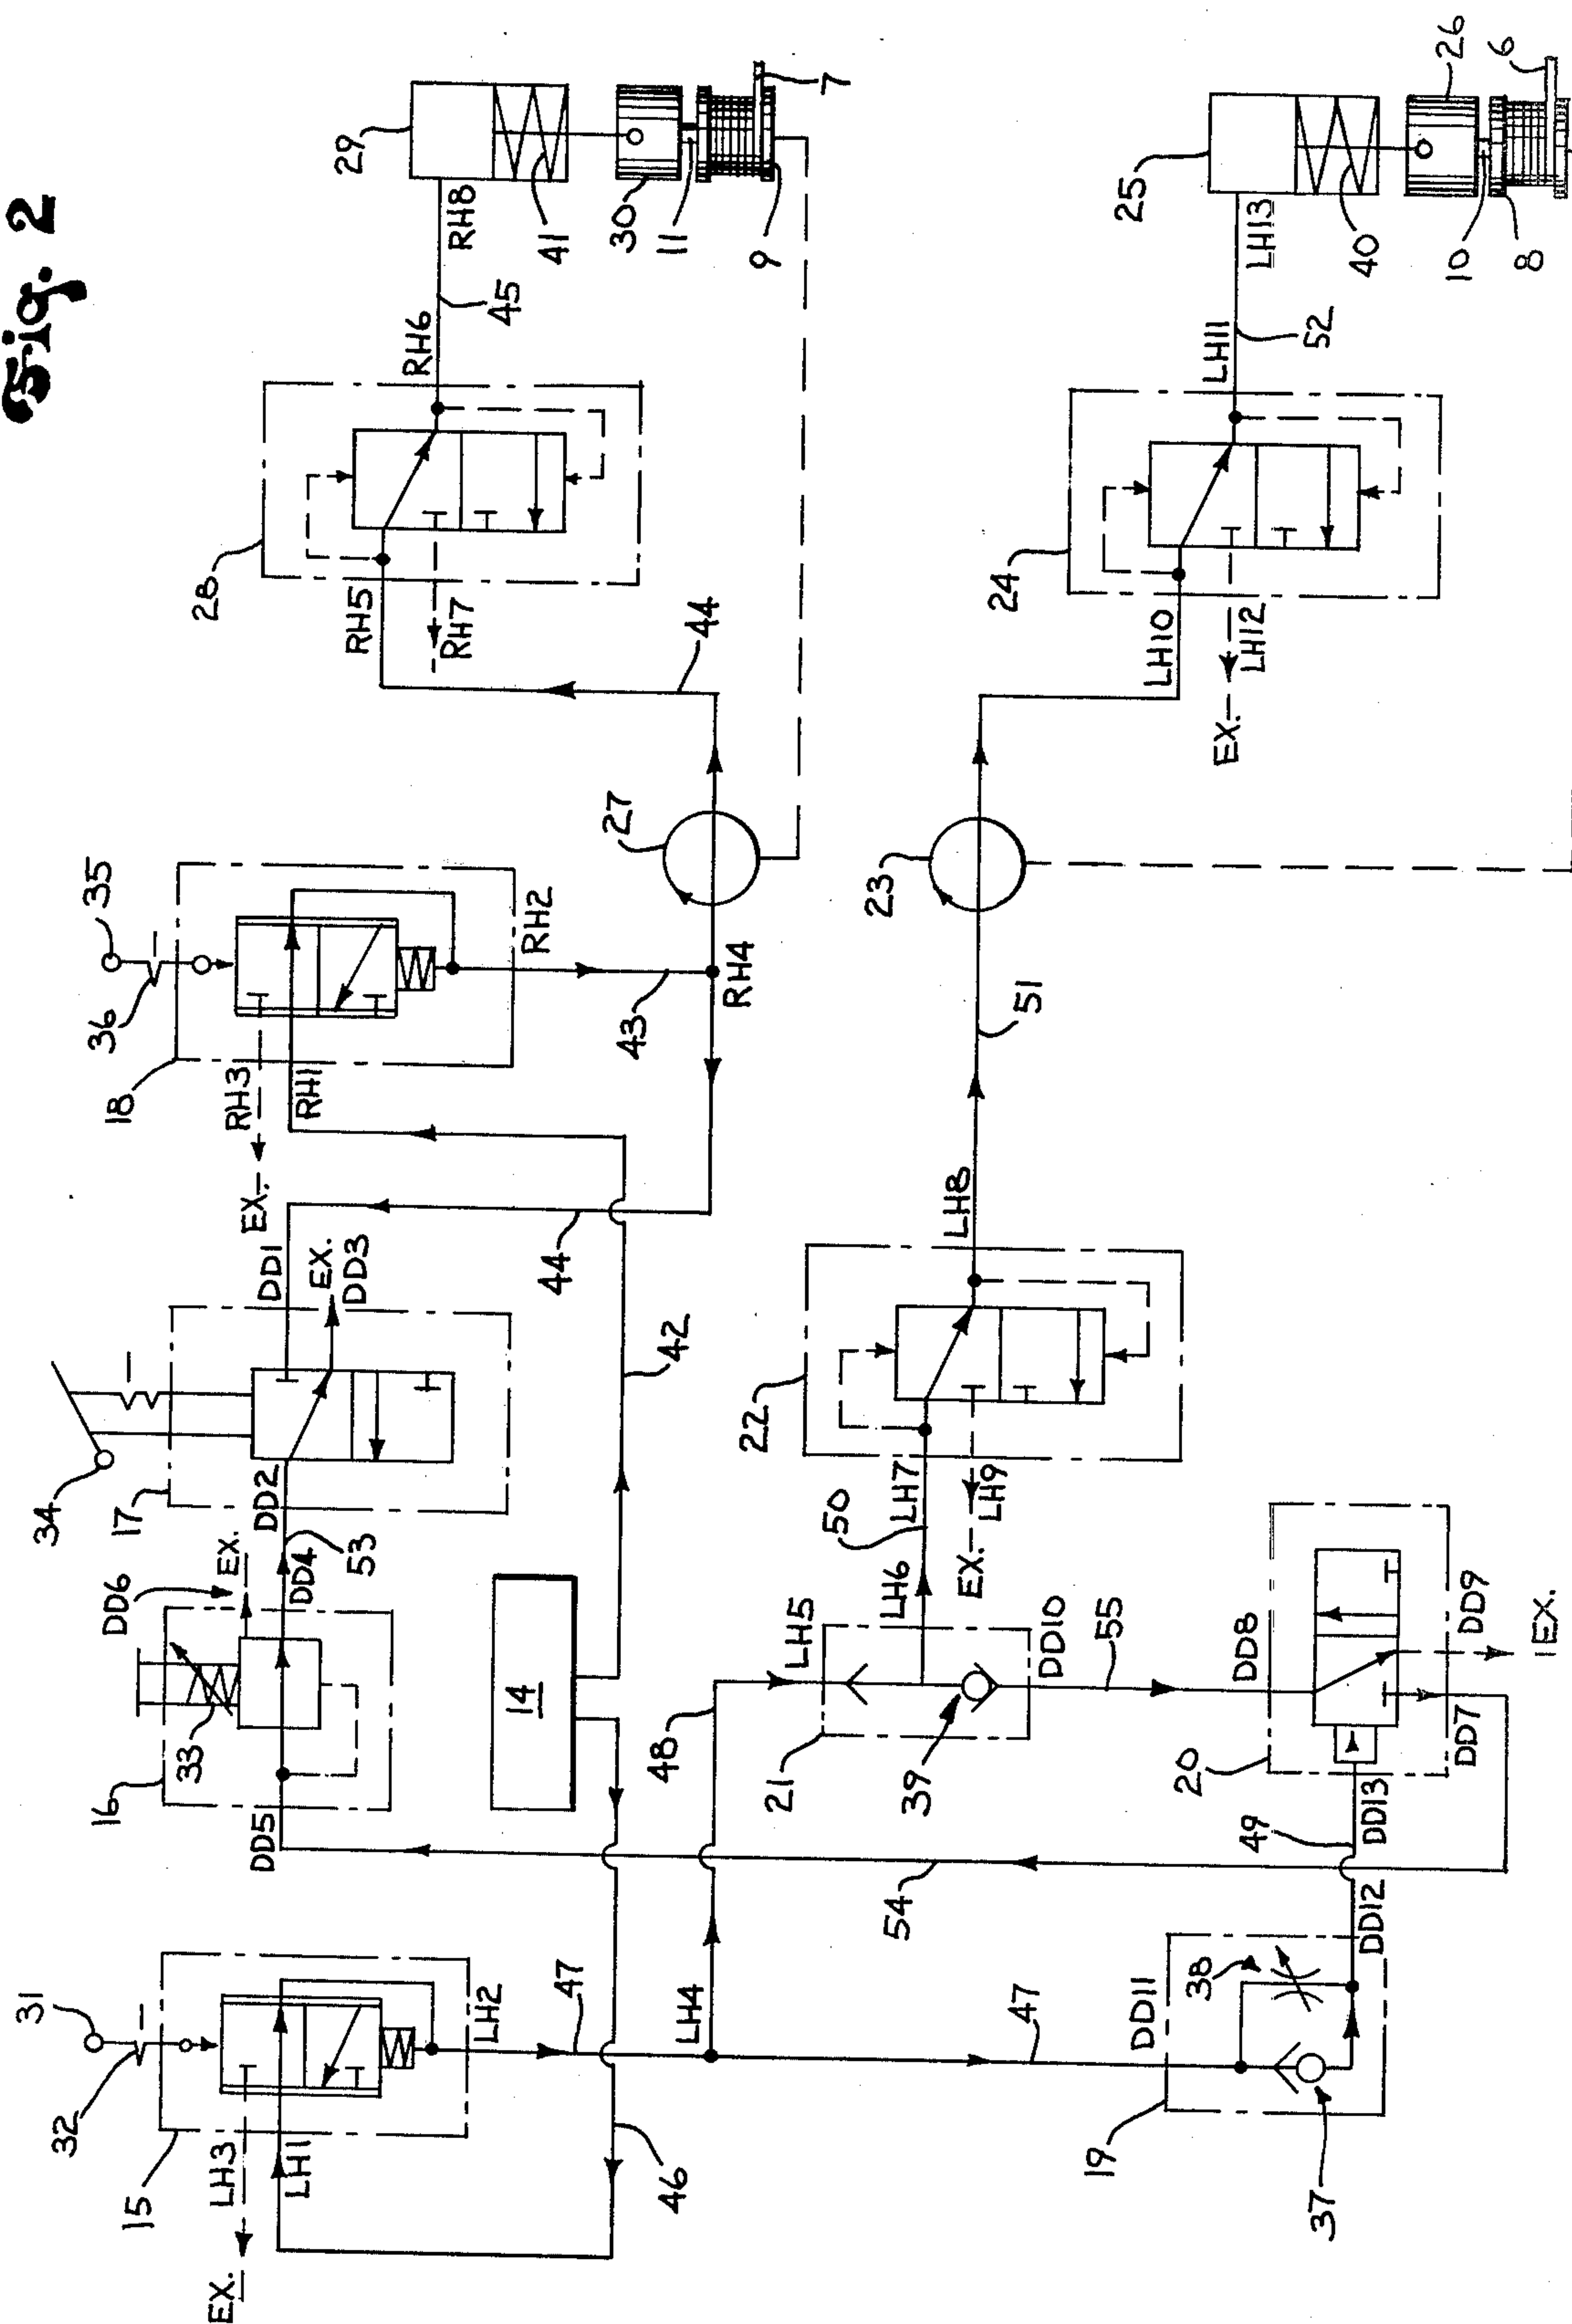 Fig. 2
29
RH8
41
30
11
9
7
45
RH6
28
RH5
RH7
44
35
36
18
RH3
RH1
EX.
RH2
43
27
RH4
25
LH13
40
26
10
8
6
52
LH11
24
LH10
LH12
EX.
23
51
LH8
34
17
DD1
EX.
DD3
DD2
44
42
53
DD4
EX.
DD6
33
16
DD5
14
22
LH7
LH9
EX.
50
LH6
LH5
48
21
39
DD10
55
DD8
DD9
EX.
DD7
20
DD13
49
54
DD12
31
32
15
LH3
LH1
EX.
LH2
47
LH4
46
47
DD11
38
19
37